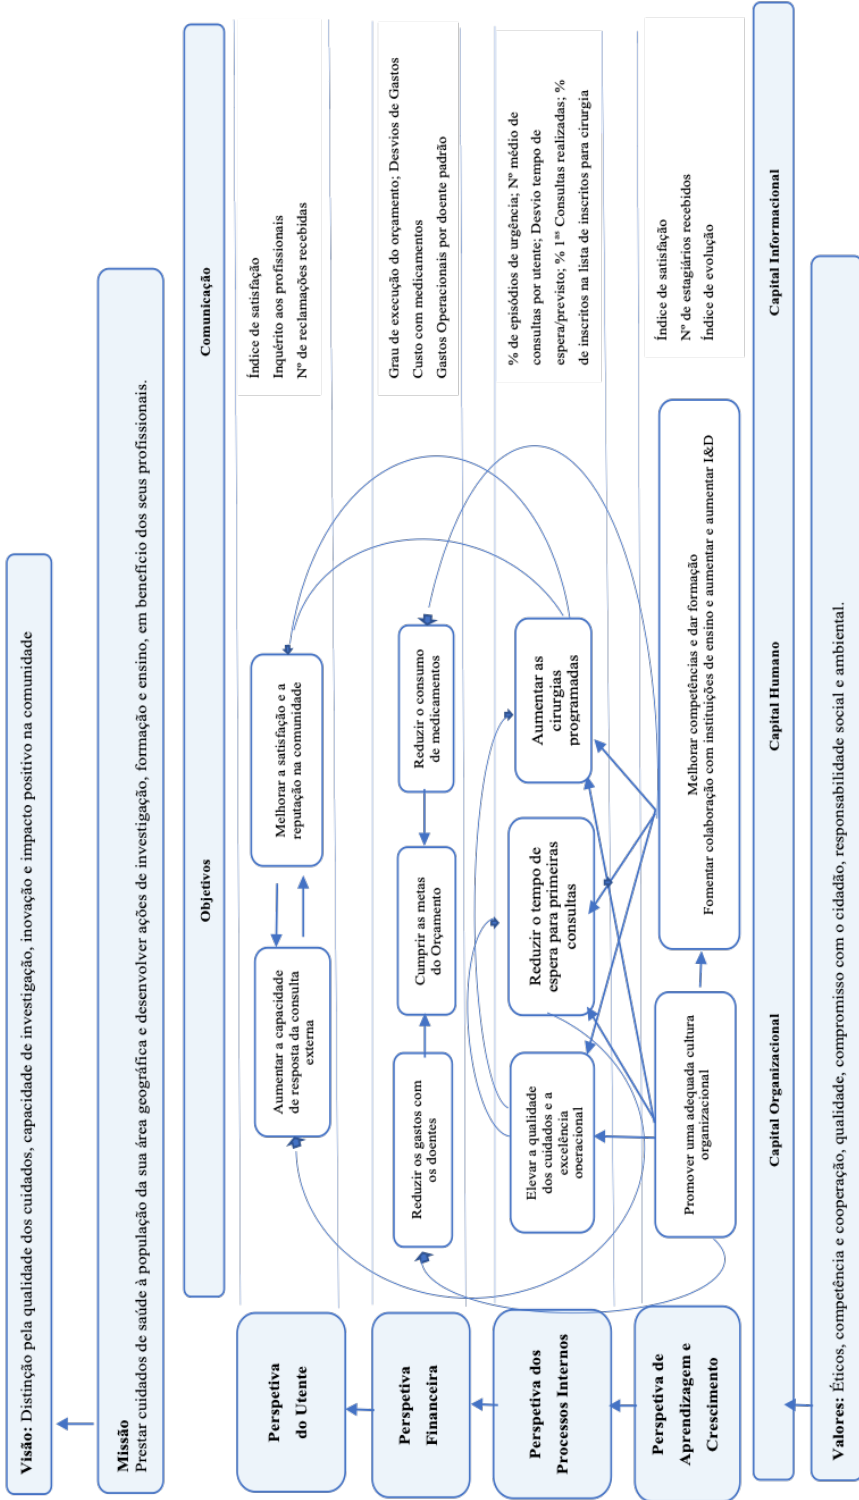 Visão: Distinção pela qualidade dos cuidados, capacidade de investigação, inovação e impacto positivo na comunidade
Missão
Prestar cuidados de saúde à população da sua área geográfica e desenvolver ações de investigação, formação e ensino, em benefício dos seus profissionais.
Objetivos
Comunicação
Perspetiva
do Utente
Aumentar a capacidade
de resposta da consulta
externa
Melhorar a satisfação e a
reputação na comunidade
Índice de satisfação
Inquérito aos profissionais
Nº de reclamações recebidas
Perspetiva
Financeira
Reduzir os gastos com
os doentes
Cumprir as metas
do Orçamento
Reduzir o consumo
de medicamentos
Grau de execução do orçamento; Desvios de Gastos
Custo com medicamentos
Gastos Operacionais por doente padrão
Perspetiva dos
Processos Internos
Elevar a qualidade
dos cuidados e a
excelência
operacional
Reduzir o tempo de
espera para primeiras
consultas
Aumentar as
cirurgias
programadas
% de episódios de urgência; Nº médio de
consultas por utente; Desvio tempo de
espera/previsto; % 1ªs Consultas realizadas; %
de inscritos na lista de inscritos para cirurgia
Perspetiva de
Aprendizagem e
Crescimento
Promover uma adequada cultura
organizacional
Melhorar competências e dar formação
Fomentar colaboração com instituições de ensino e aumentar e aumentar I&D
Índice de satisfação
Nº de estagiários recebidos
Índice de evolução
Capital Organizacional
Capital Humano
Capital Informacional
Valores: Éticos, competência e cooperação, qualidade, compromisso com o cidadão, responsabilidade social e ambiental.